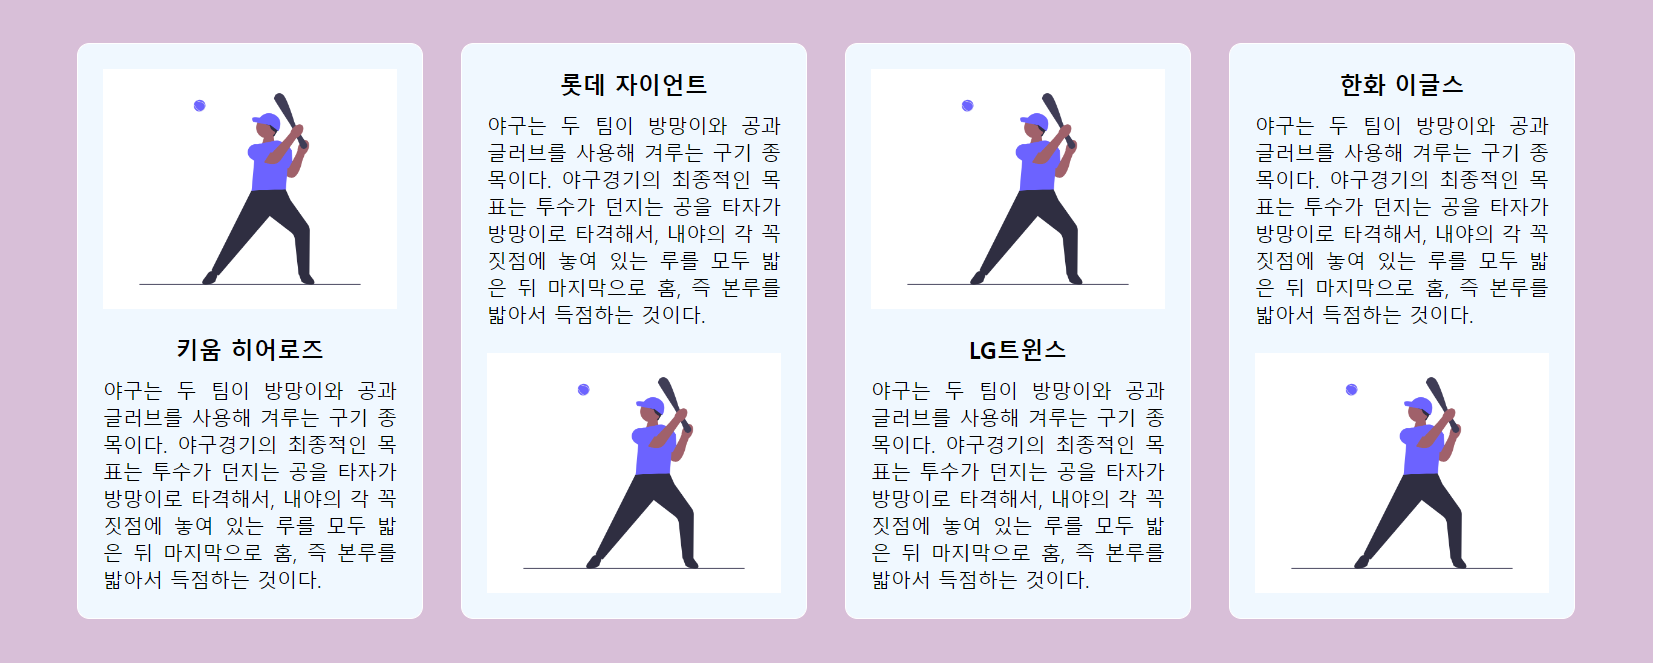 키움 히어로즈
야구는 두 팀이 방망이와 공과
글러브를 사용해 겨루는 구기 종
목이다. 야구경기의 최종적인 목
표는 투수가 던지는 공을 타자가
방망이로 타격해서, 내야의 각 꼭
짓점에 놓여 있는 루를 모두 밟
은 뒤 마지막으로 홈, 즉 본루를
밟아서 득점하는 것이다.
롯데 자이언트
야구는 두 팀이 방망이와 공과
글러브를 사용해 겨루는 구기 종
목이다. 야구경기의 최종적인 목
표는 투수가 던지는 공을 타자가
방망이로 타격해서, 내야의 각 꼭
짓점에 놓여 있는 루를 모두 밟
은 뒤 마지막으로 홈, 즉 본루를
밟아서 득점하는 것이다.
LG트윈스
야구는 두 팀이 방망이와 공과
글러브를 사용해 겨루는 구기 종
목이다. 야구경기의 최종적인 목
표는 투수가 던지는 공을 타자가
방망이로 타격해서, 내야의 각 꼭
짓점에 놓여 있는 루를 모두 밟
은 뒤 마지막으로 홈, 즉 본루를
밟아서 득점하는 것이다.
한화 이글스
야구는 두 팀이 방망이와 공과
글러브를 사용해 겨루는 구기 종
목이다. 야구경기의 최종적인 목
표는 투수가 던지는 공을 타자가
방망이로 타격해서, 내야의 각 꼭
짓점에 놓여 있는 루를 모두 밟
은 뒤 마지막으로 홈, 즉 본루를
밟아서 득점하는 것이다.